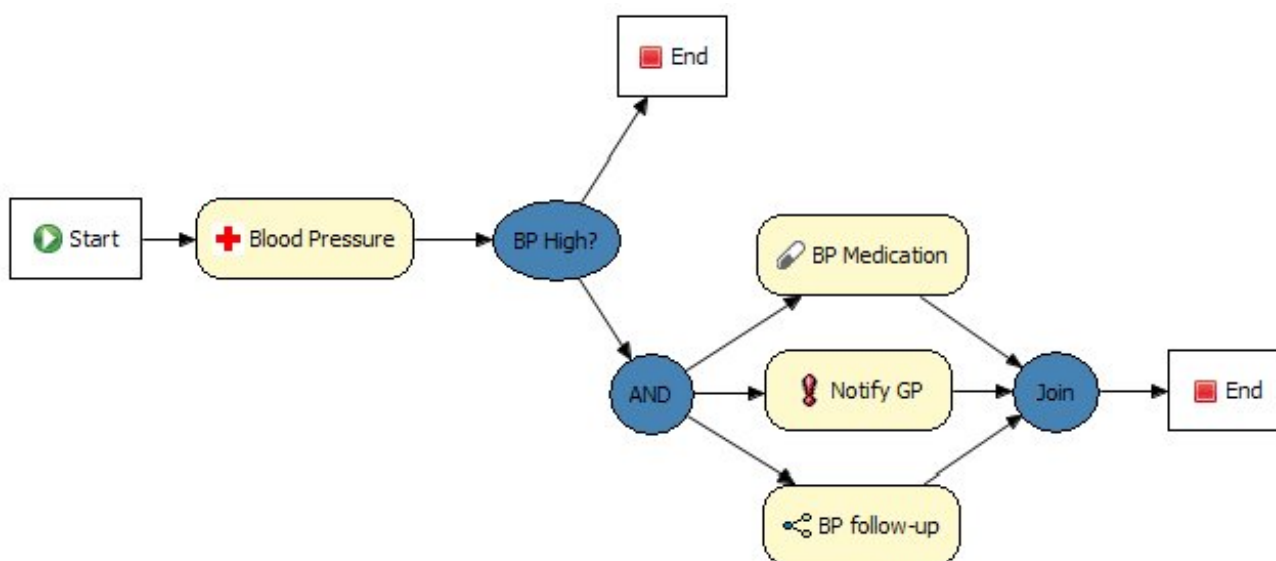 End
Start
Blood Pressure
BP High?
BP Medication
AND
Notify GP
Join
End
BP follow-up